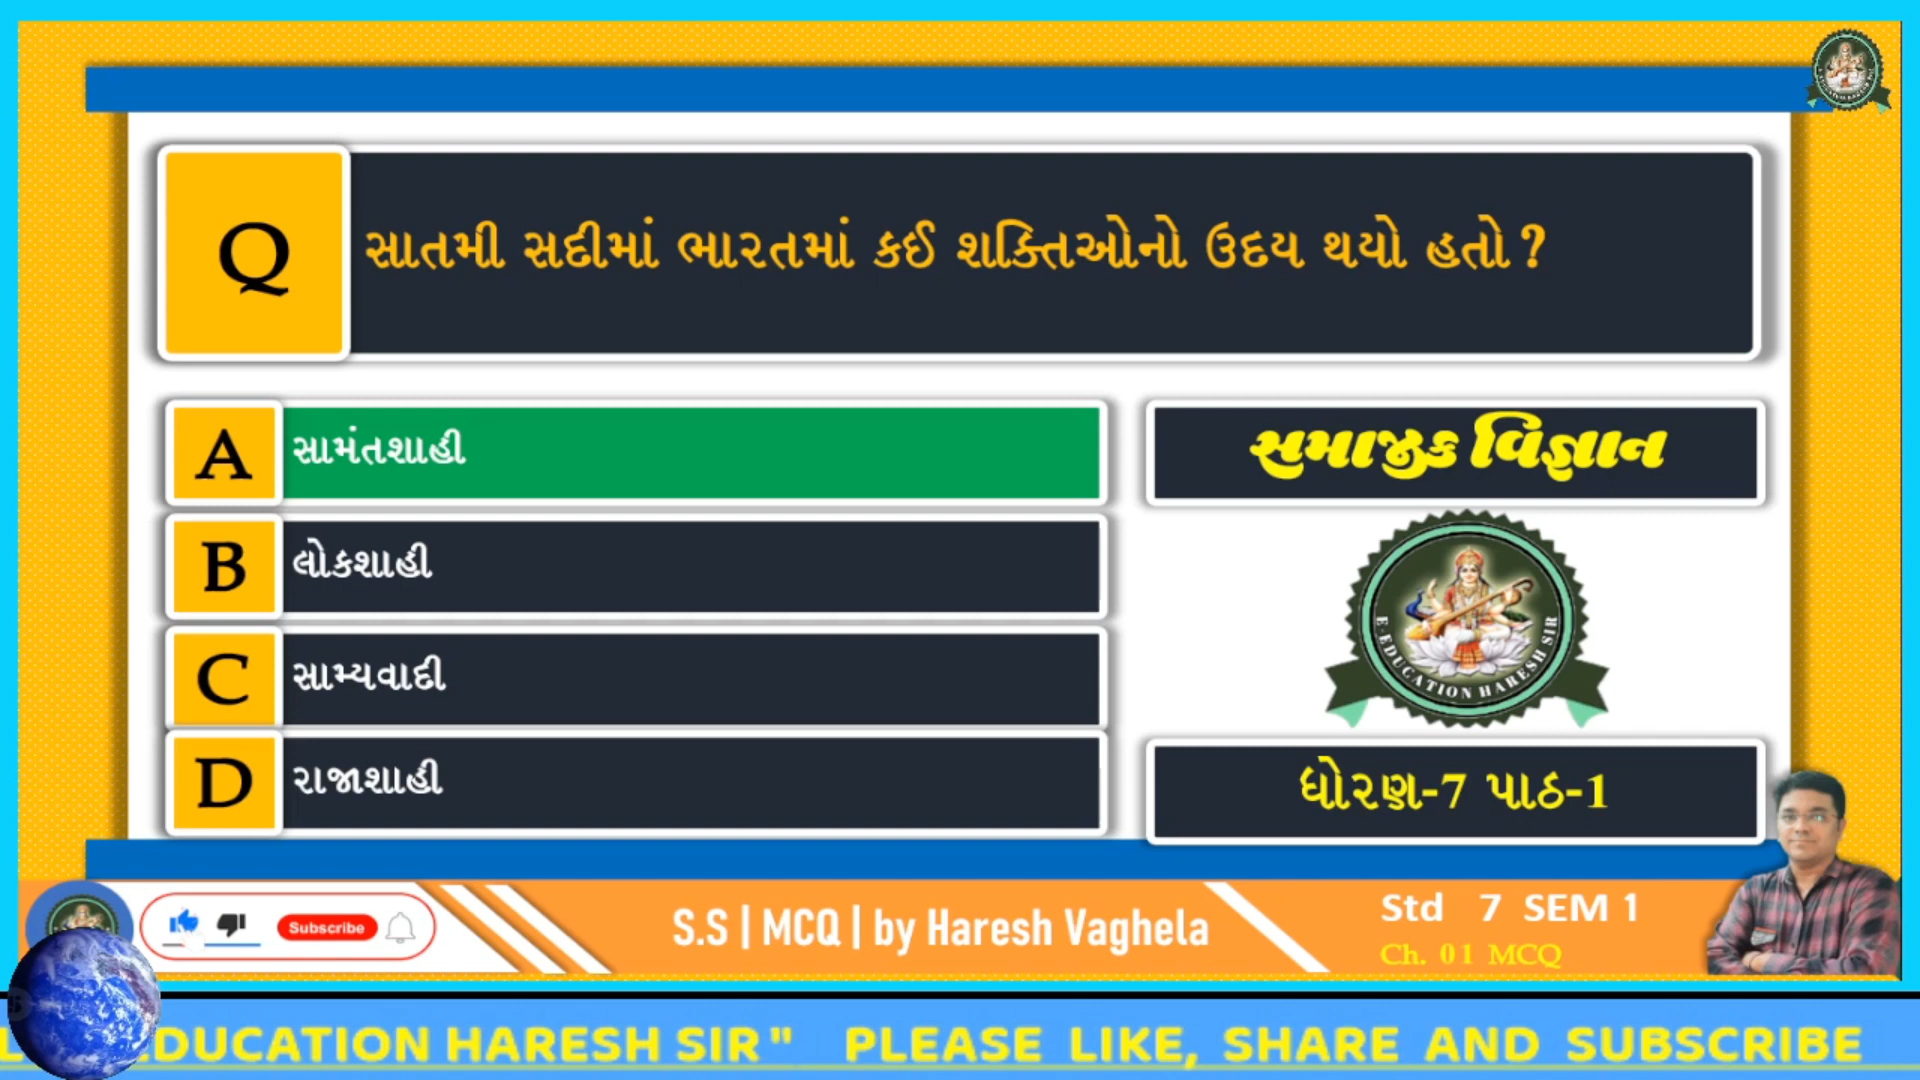 Q
સાતમી સદીમાં ભારતમાં કઈ શક્તિઓનો ઉદય થયો હતો ?
A
સામંતશાહી
B
લોકશાહી
C
સામ્યવાદી
D
રાજાશાહી
સમાજીક વિજ્ઞાન
E-EDUCATION HARESH SIR
ધોરણ-7 પાઠ-1
Subscribe
S.S | MCQ | by Haresh Vaghela
Std 7 SEM 1
Ch. 01 MCQ
DUCATION HARESH SIR" PLEASE LIKE, SHARE AND SUBSCRIBE